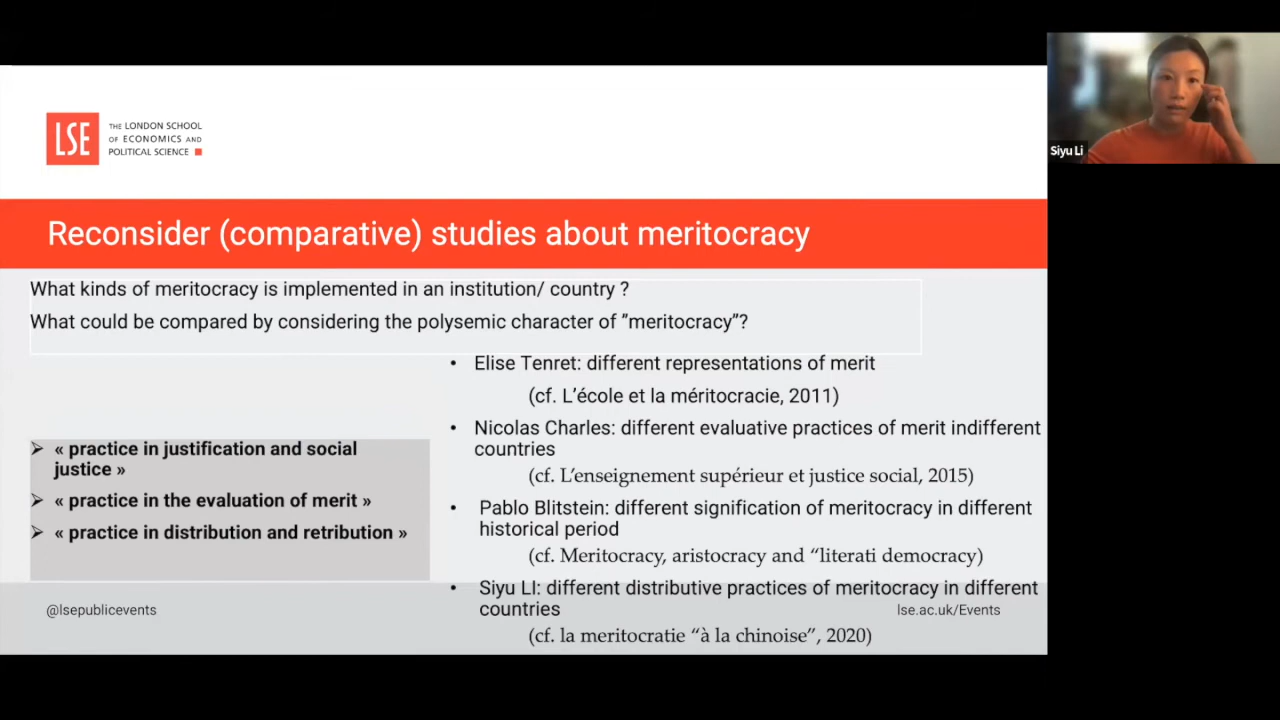 LSE
THE LONDON SCHOOL
OF ECONOMICS AND
POLITICAL SCIENCE
Siyu Li
Reconsider (comparative) studies about meritocracy
What kinds of meritocracy is implemented in an institution/ country ?
What could be compared by considering the polysemic character of ”meritocracy”?
➢ « practice in justification and social
justice »
➢ « practice in the evaluation of merit »
➢ « practice in distribution and retribution »
• Elise Tenret: different representations of merit
(cf. L’école et la méritocracie, 2011)
• Nicolas Charles: different evaluative practices of merit indifferent
countries
(cf. L’enseignement supérieur et justice social, 2015)
• Pablo Blitstein: different signification of meritocracy in different
historical period
(cf. Meritocracy, aristocracy and “literati democracy)
• Siyu LI: different distributive practices of meritocracy in different
countries
(cf. la meritocratie “à la chinoise”, 2020)
@lsepublicevents
lse.ac.uk/Events